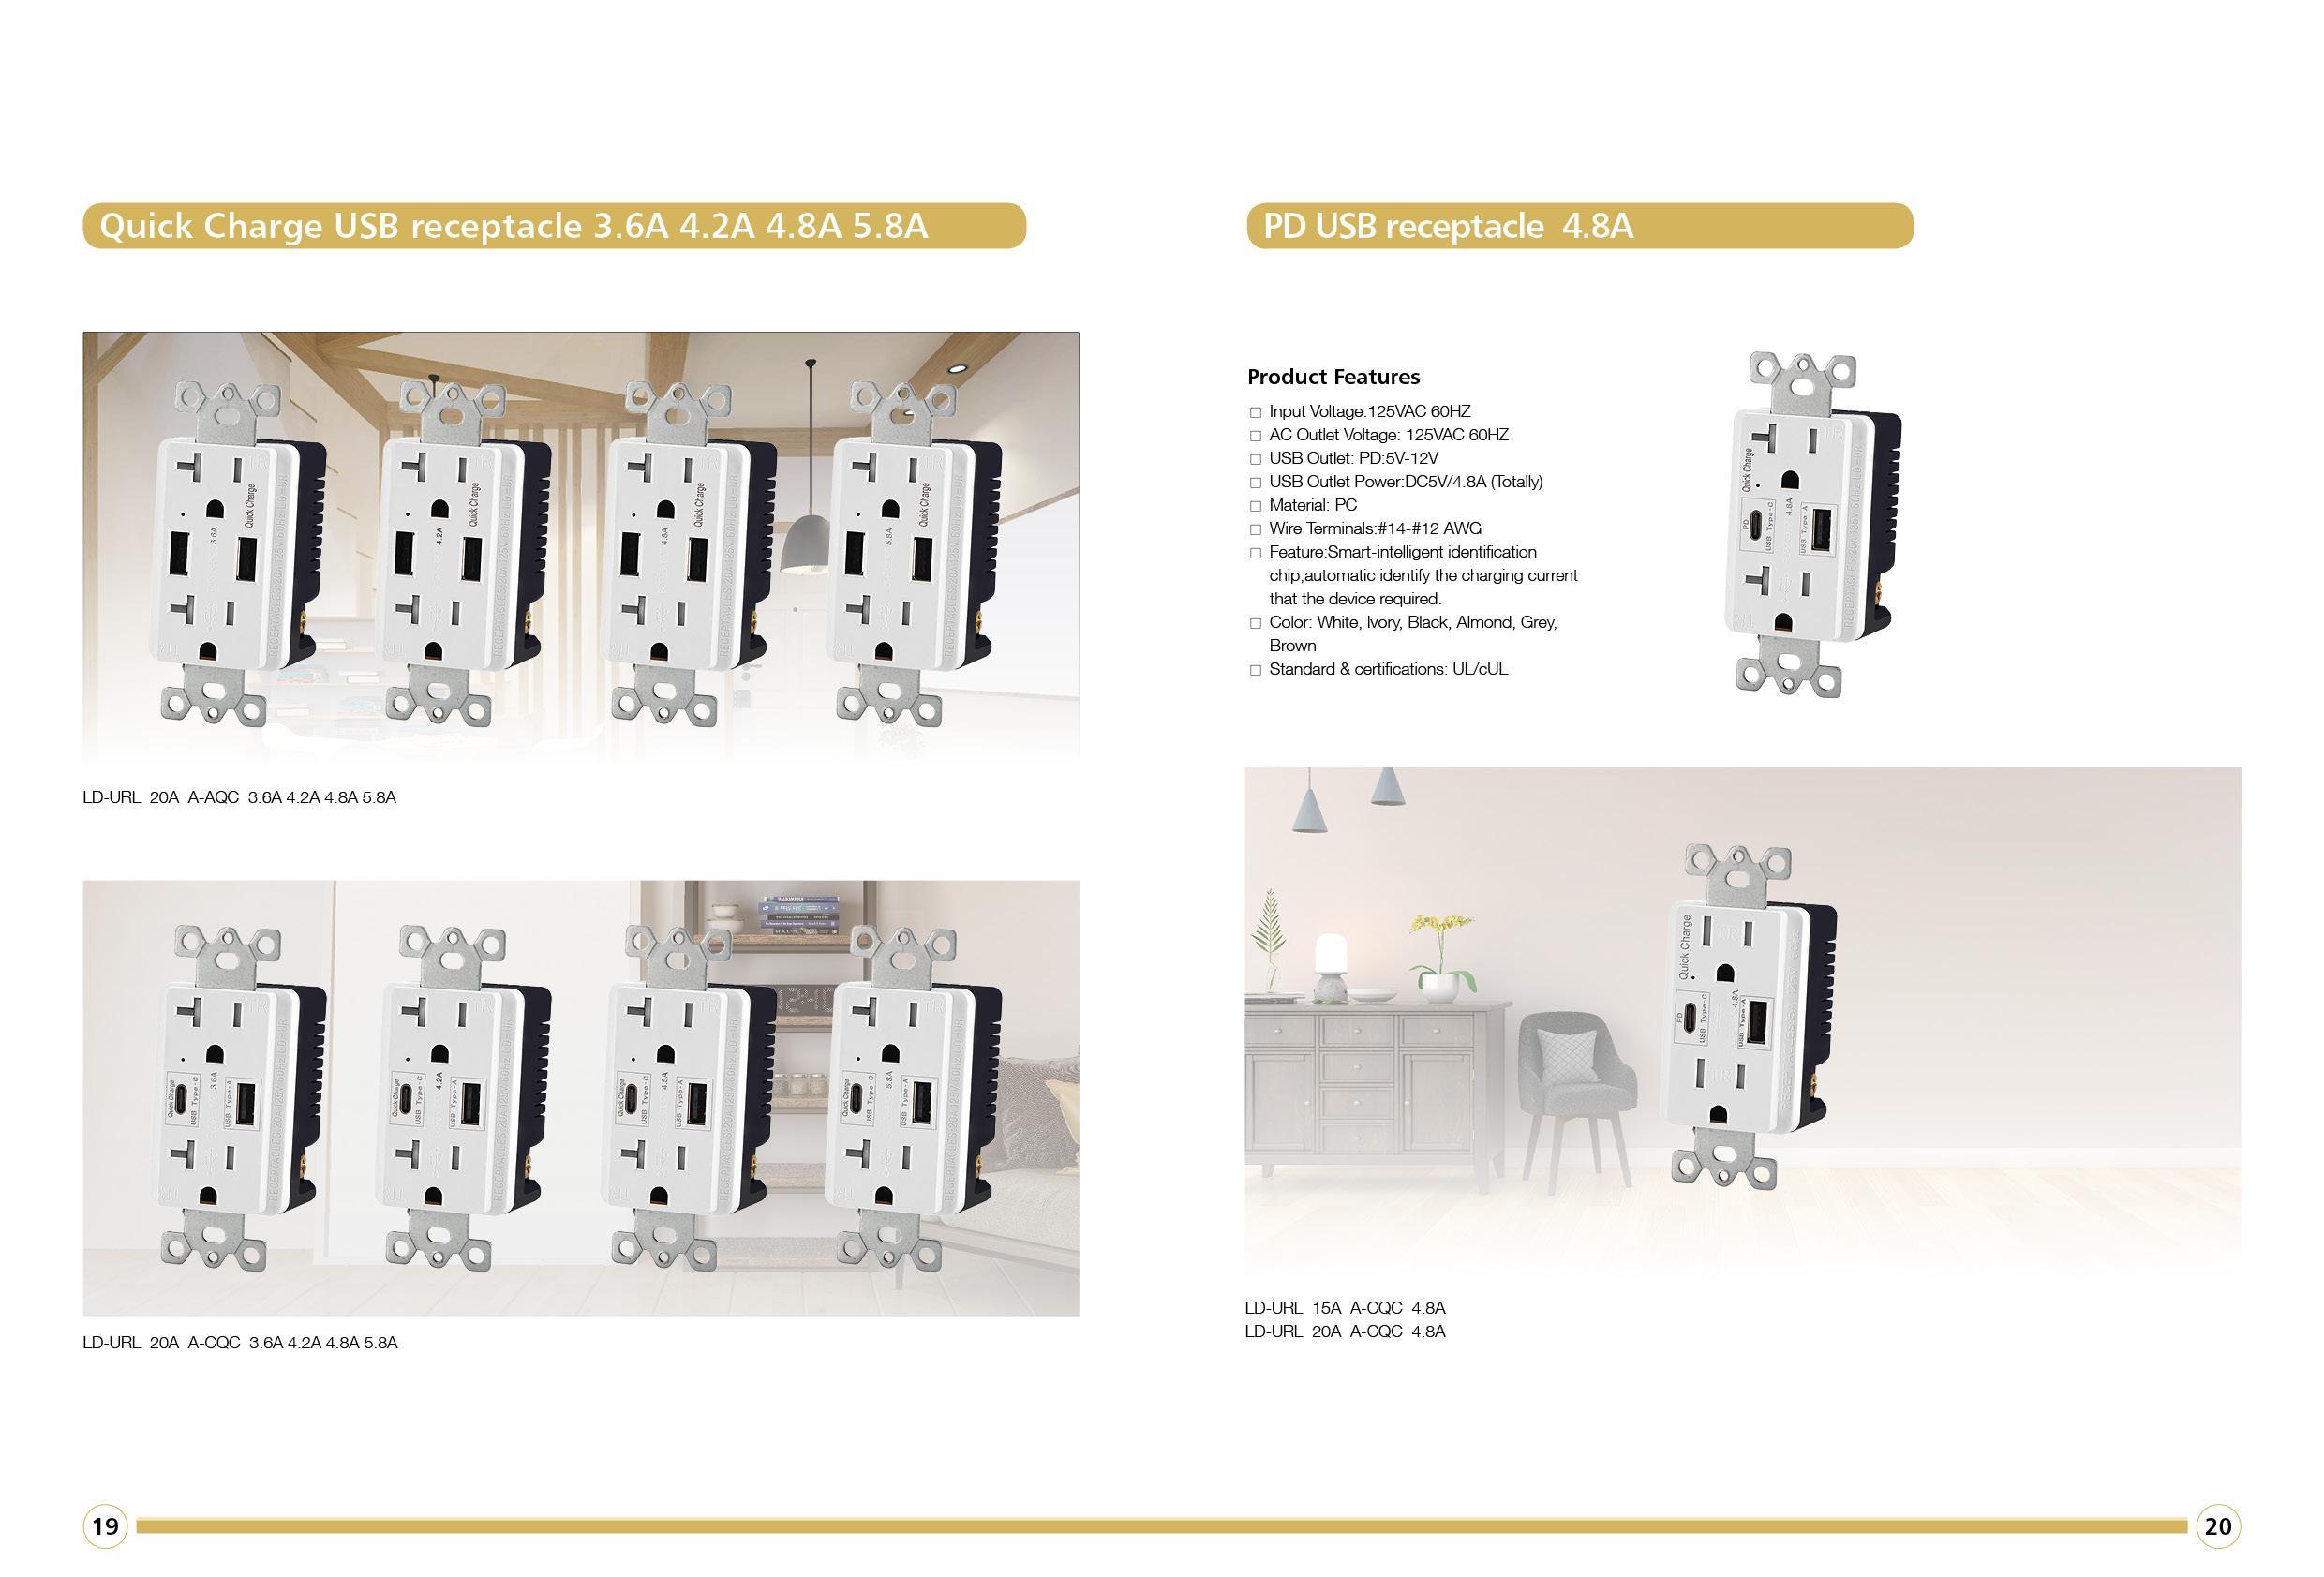 Quick Charge USB receptacle 3.6A 4.2A 4.8A 5.8A
Quick Charge
3.6A
Quick Charge
4.2A
Quick Charge
4.8A
Quick Charge
5.8A
LD-URL 20A A-AQC 3.6A 4.2A 4.8A 5.8A
Quick Charge
USB Type-C
3.6A
USB Type-A
Quick Charge
USB Type-C
4.2A
USB Type-A
Quick Charge
USB Type-C
4.8A
USB Type-A
Quick Charge
USB Type-C
5.8A
USB Type-A
LD-URL 20A A-CQC 3.6A 4.2A 4.8A 5.8A
19
PD USB receptacle 4.8A
Product Features
Input Voltage:125VAC 60HZ
AC Outlet Voltage: 125VAC 60HZ
USB Outlet: PD:5V-12V
USB Outlet Power:DC5V/4.8A (Totally)
Material: PC
Wire Terminals:#14-#12 AWG
Feature:Smart-intelligent identification
chip,automatic identify the charging current
that the device required.
Color: White, Ivory, Black, Almond, Grey,
Brown
Standard & certifications: UL/cUL
Quick Charge
PD
USB Type-C
4.8A
USB Type-A
Quick Charge
PD
USB Type-C
4.8A
USB Type-A
LD-URL 15A A-CQC 4.8A
LD-URL 20A A-CQC 4.8A
20